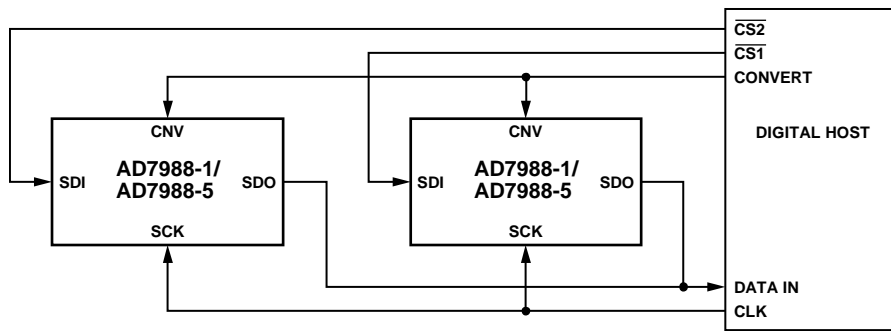 CS2
CS1
CONVERT
DIGITAL HOST
CNV
AD7988-1/
AD7988-5
SDI
SDO
SCK
CNV
AD7988-1/
AD7988-5
SDI
SDO
SCK
DATA IN
CLK